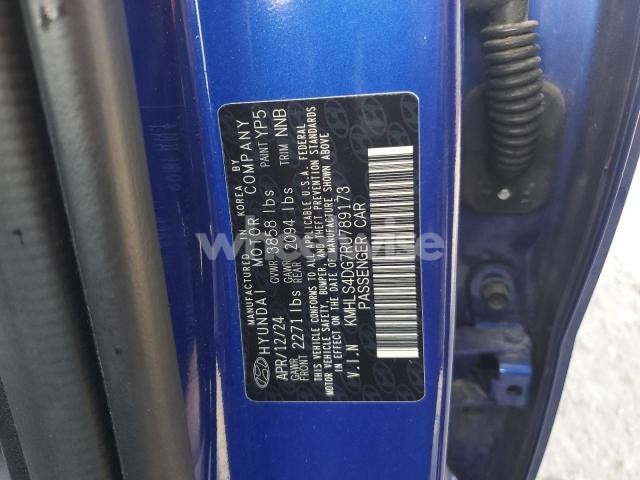 MANUFACTURED IN KOREA BY
HYUNDAI MOTOR COMPANY
APR/12/24 GVWR 3858 lbs PAINT YP5
GAWR FRONT 2271 lbs GAWR REAR 2094 lbs TRIM NNB
THIS VEHICLE CONFORMS TO ALL APPLICABLE U.S.A. FEDERAL
MOTOR VEHICLE SAFETY, BUMPER, AND THEFT PREVENTION STANDARDS
IN EFFECT ON THE DATE OF MANUFACTURE SHOWN ABOVE
V.I.N KMHLS4DG7RU789173
PASSENGER CAR